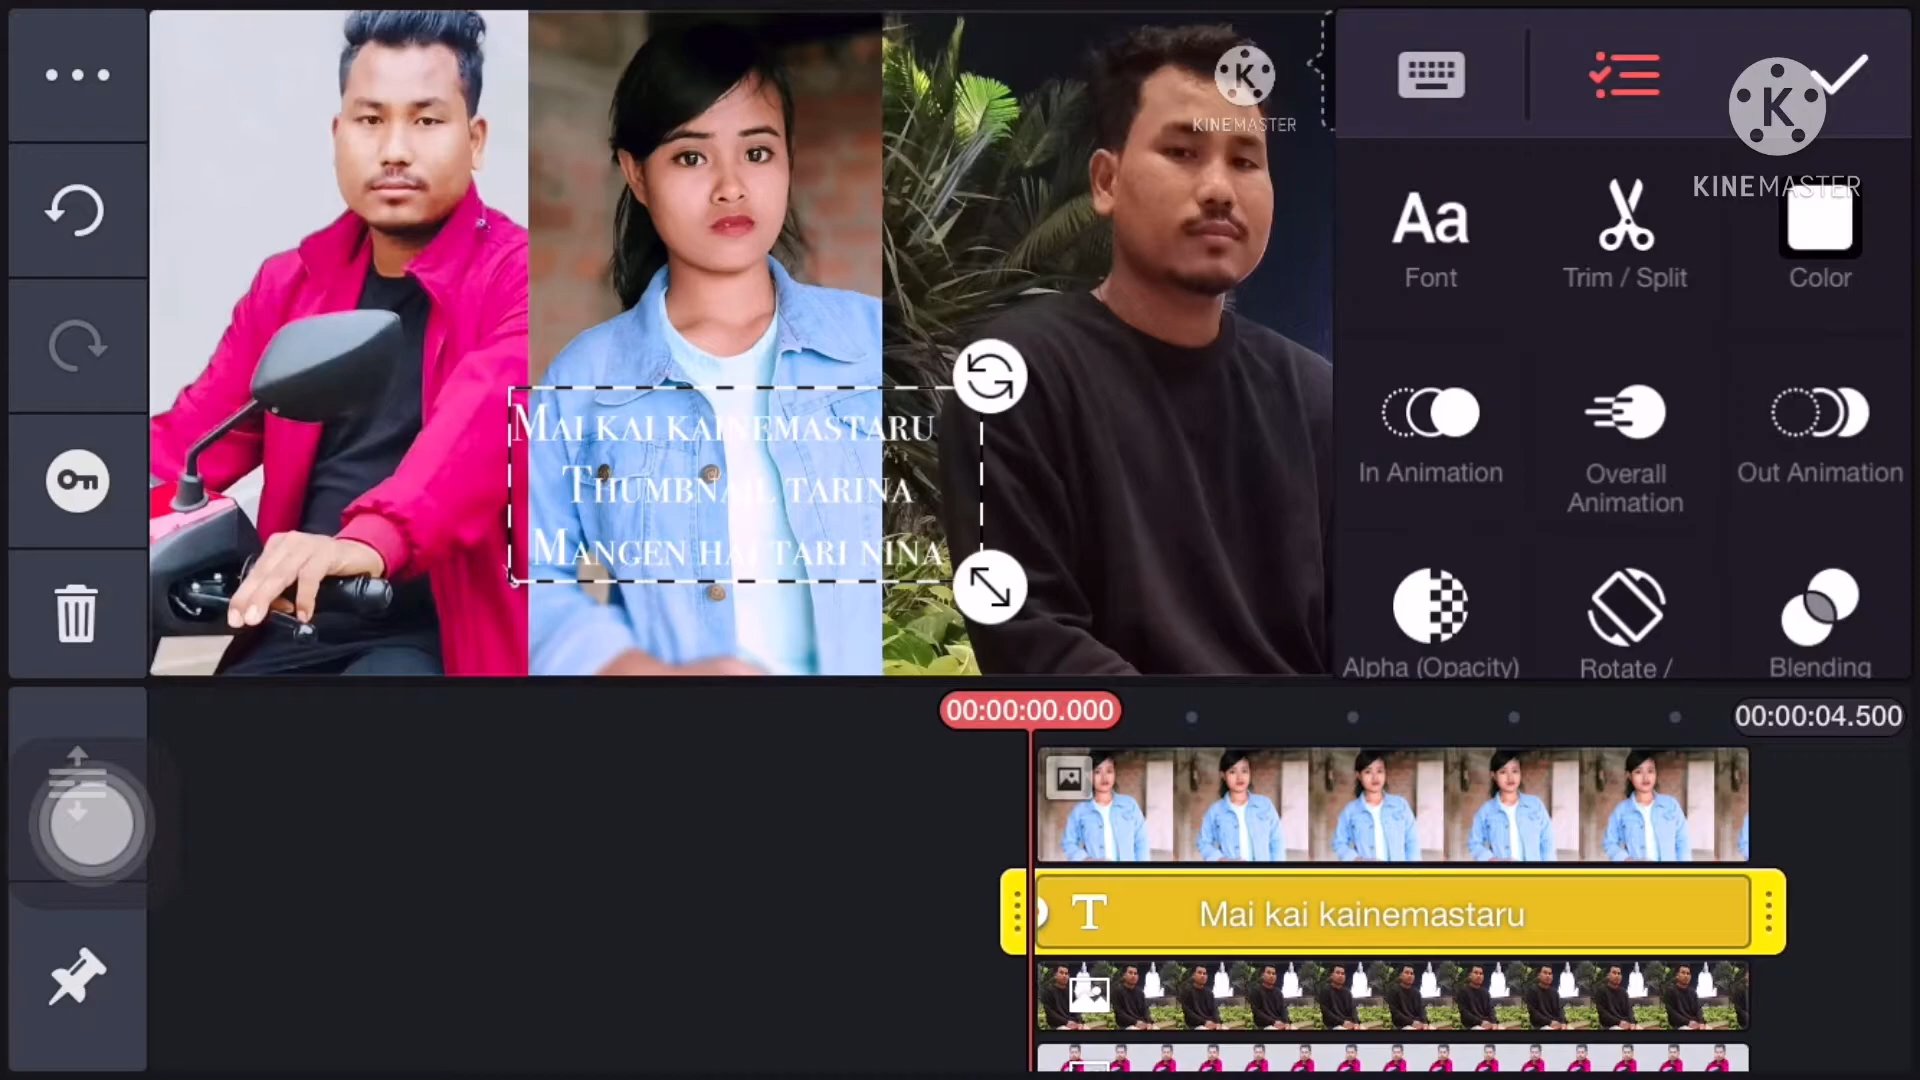 KINEMASTER
KINEMASTER
Mai kai kainemastaru
Thumbnail tarina
Mangen hai tari nina
Aa
Font
Trim / Split
Color
In Animation
Overall
Animation
Out Animation
Alpha (Opacity)
Rotate /
Blending
00:00:00.000
00:00:04.500
T
Mai kai kainemastaru